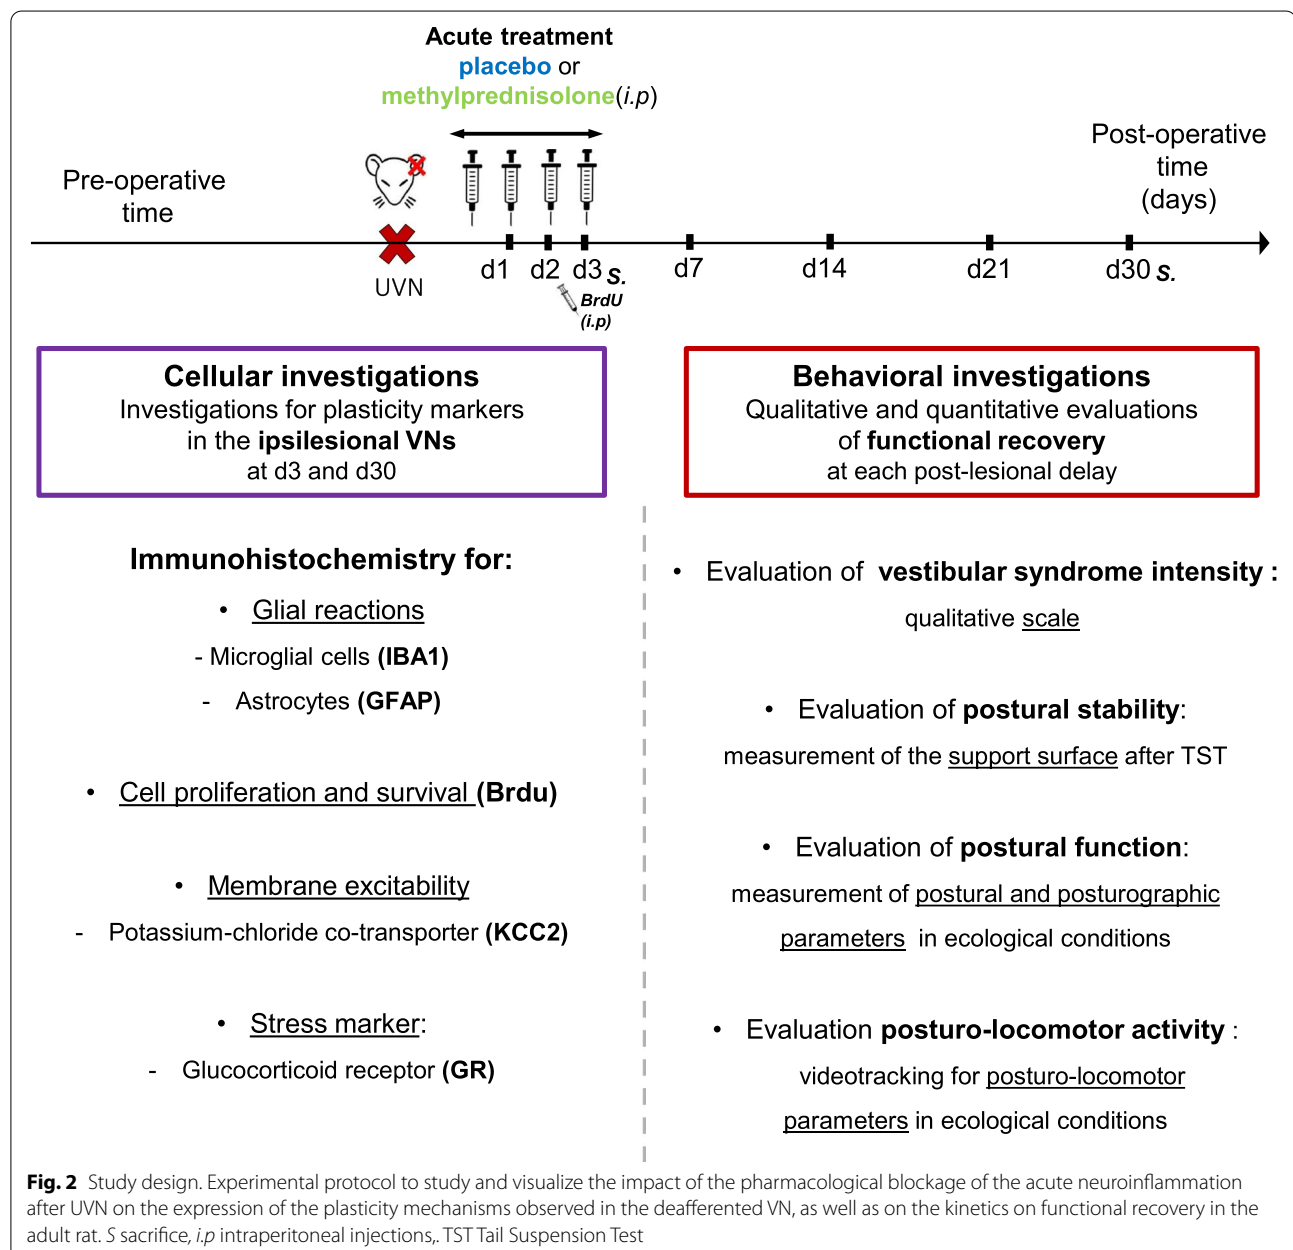 Acute treatment
placebo or
methylprednisolone(i.p)
Pre-operative
time
Post-operative
time
(days)
UVN
d1 d2 d3 S. d7 d14 d21 d30 S.
BrdU
(i.p)
Cellular investigations
Investigations for plasticity markers
in the ipsilesional VNs
at d3 and d30
Immunohistochemistry for:
• Glial reactions
- Microglial cells (IBA1)
- Astrocytes (GFAP)
• Cell proliferation and survival (Brdu)
• Membrane excitability
- Potassium-chloride co-transporter (KCC2)
• Stress marker:
- Glucocorticoid receptor (GR)
Behavioral investigations
Qualitative and quantitative evaluations
of functional recovery
at each post-lesional delay
• Evaluation of vestibular syndrome intensity :
qualitative scale
• Evaluation of postural stability:
measurement of the support surface after TST
• Evaluation of postural function:
measurement of postural and posturographic
parameters in ecological conditions
• Evaluation posturo-locomotor activity :
videotracking for posturo-locomotor
parameters in ecological conditions
Fig. 2 Study design. Experimental protocol to study and visualize the impact of the pharmacological blockage of the acute neuroinflammation
after UVN on the expression of the plasticity mechanisms observed in the deafferented VN, as well as on the kinetics on functional recovery in the
adult rat. S sacrifice, i.p intraperitoneal injections,. TST Tail Suspension Test